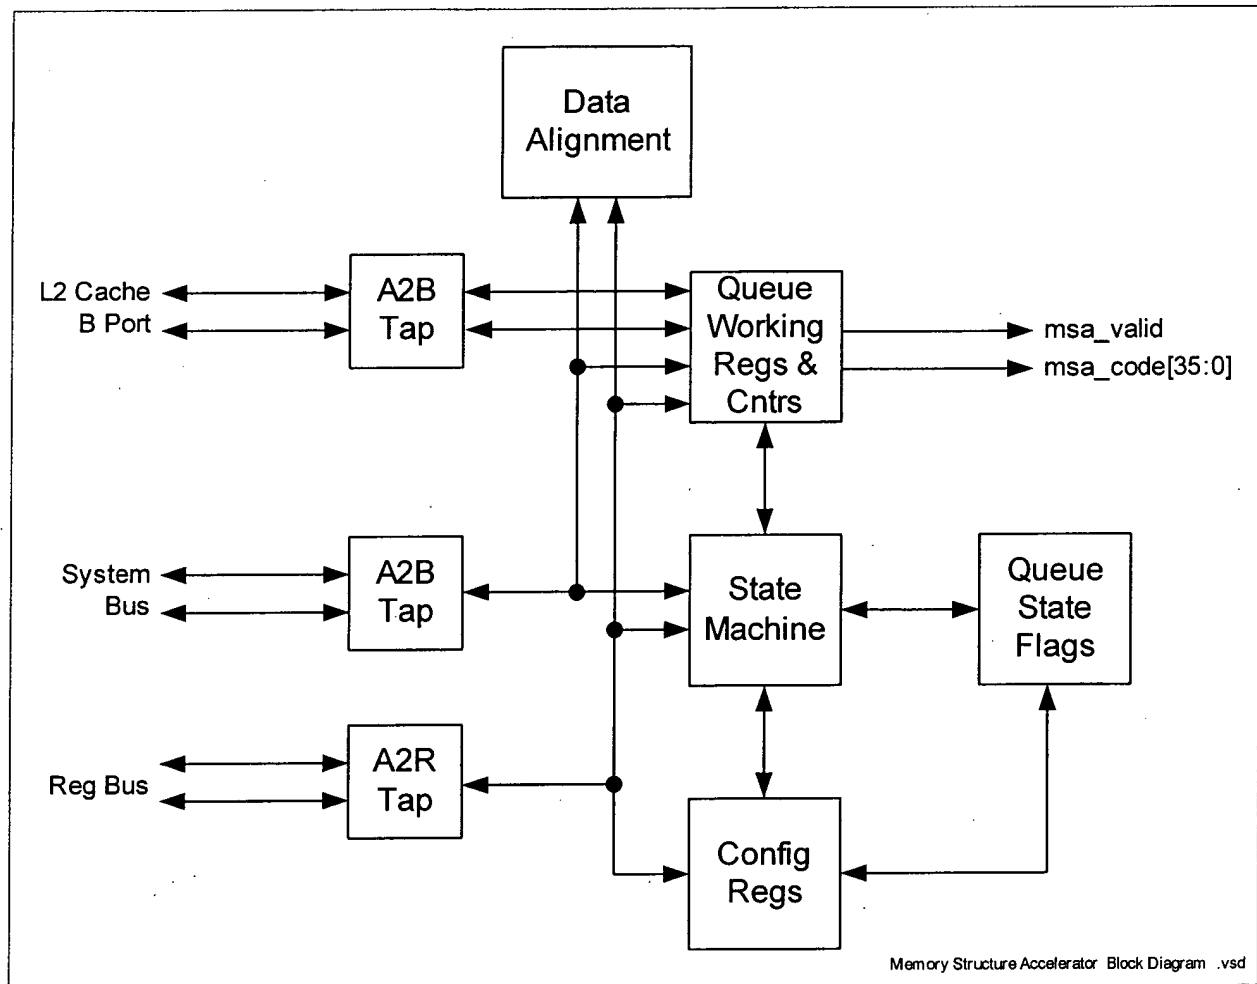 Data
Alignment
L2 Cache
B Port
A2B
Tap
Queue
Working
Regs &
Cntrs
msa_valid
msa_code[35:0]
System
Bus
A2B
Tap
State
Machine
Queue
State
Flags
Reg Bus
A2R
Tap
Config
Regs
Memory Structure Accelerator Block Diagram .vsd